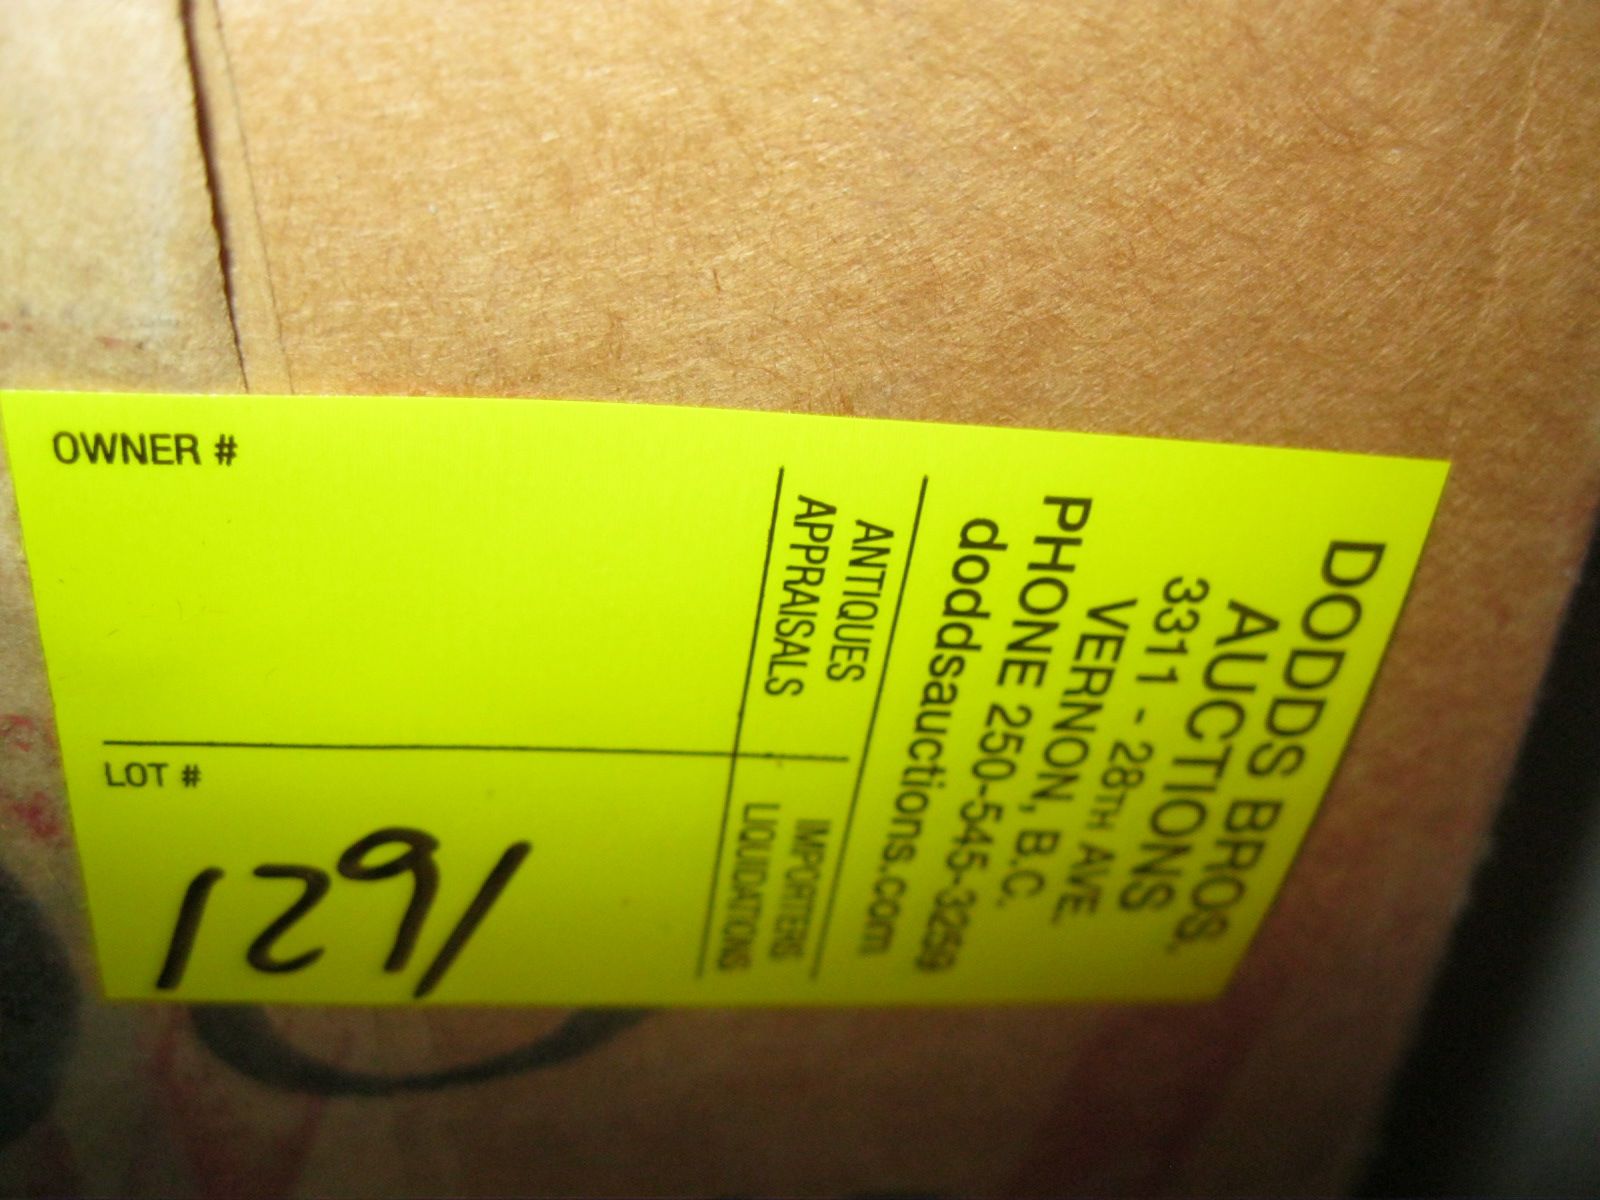 DODDS BROS.
AUCTIONS
3311 - 28TH AVE.
VERNON, B.C.
PHONE 250-545-3259
doddsauctions.com
ANTIQUES IMPORTERS
APPRAISALS LIQUIDATIONS
OWNER #
LOT #
1291